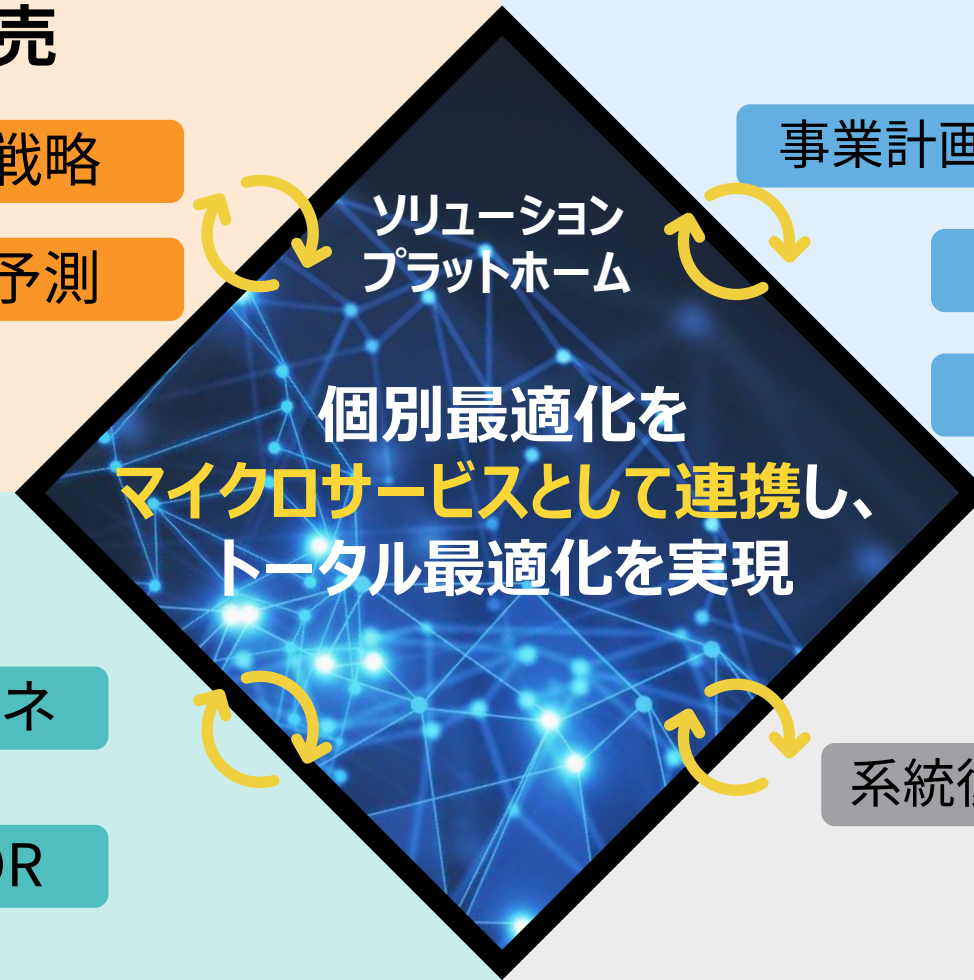 売
戦略
予測
事業計画
ソリューション
プラットホーム
個別最適化を
マイクロサービスとして連携し、
トータル最適化を実現
ネ
DR
系統復